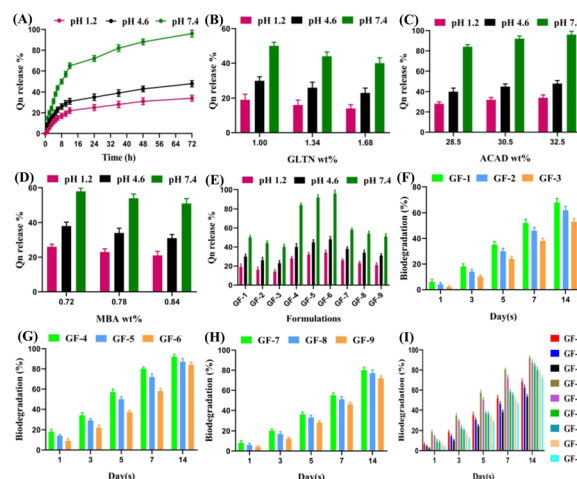 (A) pH 1.2 pH 4.6 pH 7.4
Qn release %
100
80
60
40
20
0
0 8 16 24 32 40 48 56 64 72
Time (h)
(B) pH 1.2 pH 4.6 pH 7.4
Qn release %
60
40
20
0
1.00 1.34 1.68
GLTN wt%
(C) pH 1.2 pH 4.6 pH 7.
Qn release %
100
80
60
40
20
0
28.5 30.5 32.5
ACAD wt%
(D) pH 1.2 pH 4.6 pH 7.4
Qn release %
60
40
20
0
0.72 0.78 0.84
MBA wt%
(E) pH 1.2 pH 4.6 pH 7.4
Qn release %
100
80
60
40
20
0
GF-1 GF-2 GF-3 GF-4 GF-5 GF-6 GF-7 GF-8 GF-9
Formulations
(F) GF-1 GF-2 GF-3
Biodegradation (%)
80
60
40
20
0
1 3 5 7 14
Day(s)
(G) GF-4 GF-5 GF-6
Biodegradation (%)
100
80
60
40
20
0
1 3 5 7 14
Day(s)
(H) GF-7 GF-8 GF-9
Biodegradation (%)
100
80
60
40
20
0
1 3 5 7 14
Day(s)
(I)
Biodegradation (%)
100
80
60
40
20
0
1 3 5 7 14
Day(s)
GF-
GF-
GF-
GF-
GF-
GF-
GF-
GF-
GF-